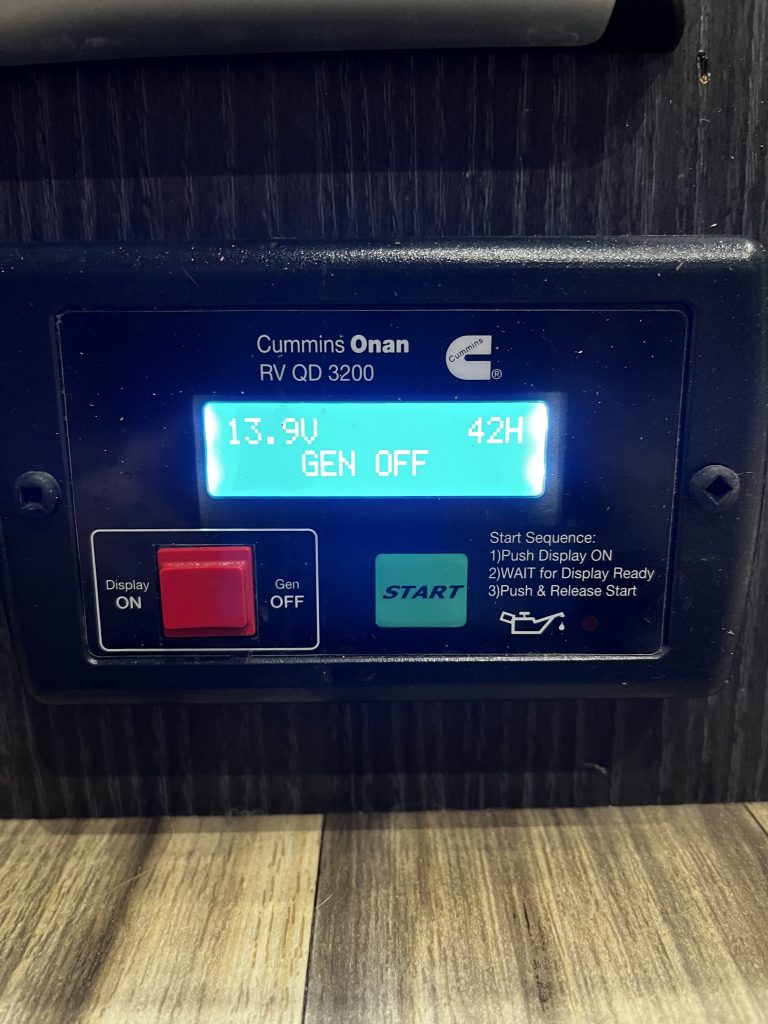 Cummins Onan
RV QD 3200
Cummins
®
13.9V 42H
GEN OFF
Display
ON
Gen
OFF
START
Start Sequence:
1)Push Display ON
2)WAIT for Display Ready
3)Push & Release Start